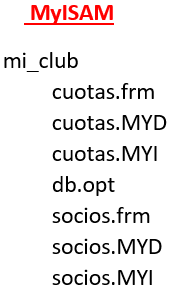 MyISAM
mi_club
cuotas.frm
cuotas.MYD
cuotas.MYI
db.opt
socios.frm
socios.MYD
socios.MYI